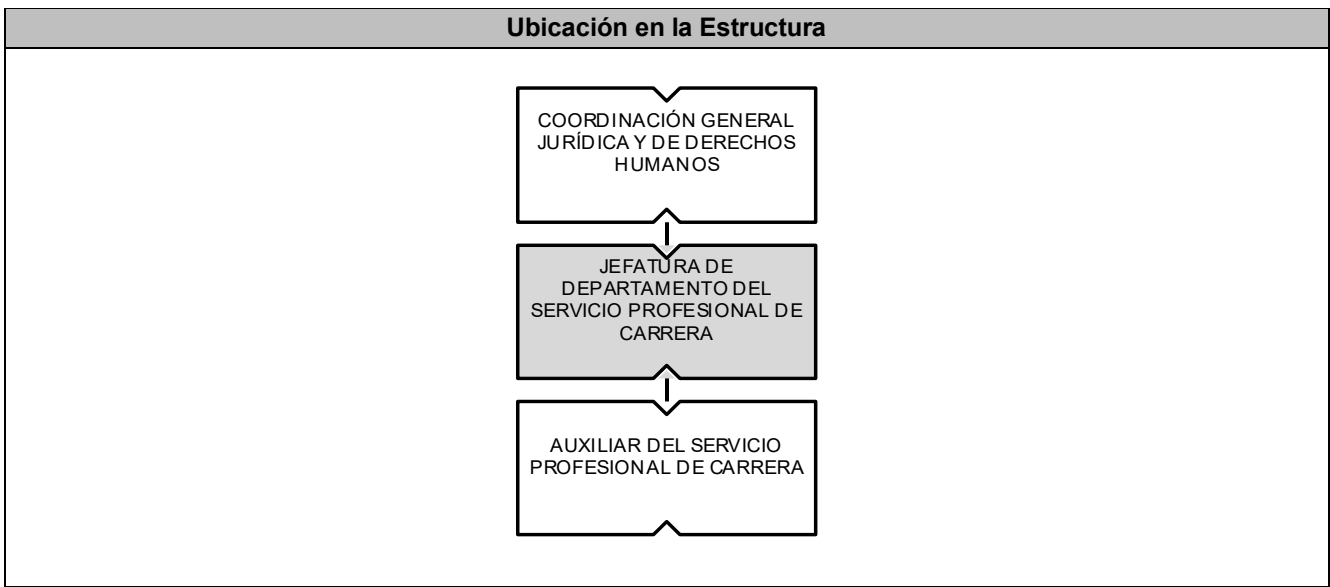 Ubicación en la Estructura
COORDINACIÓN GENERAL
JURÍDICA Y DE DERECHOS
HUMANOS
JEFATURA DE
DEPARTAMENTO DEL
SERVICIO PROFESIONAL DE
CARRERA
AUXILIAR DEL SERVICIO
PROFESIONAL DE CARRERA